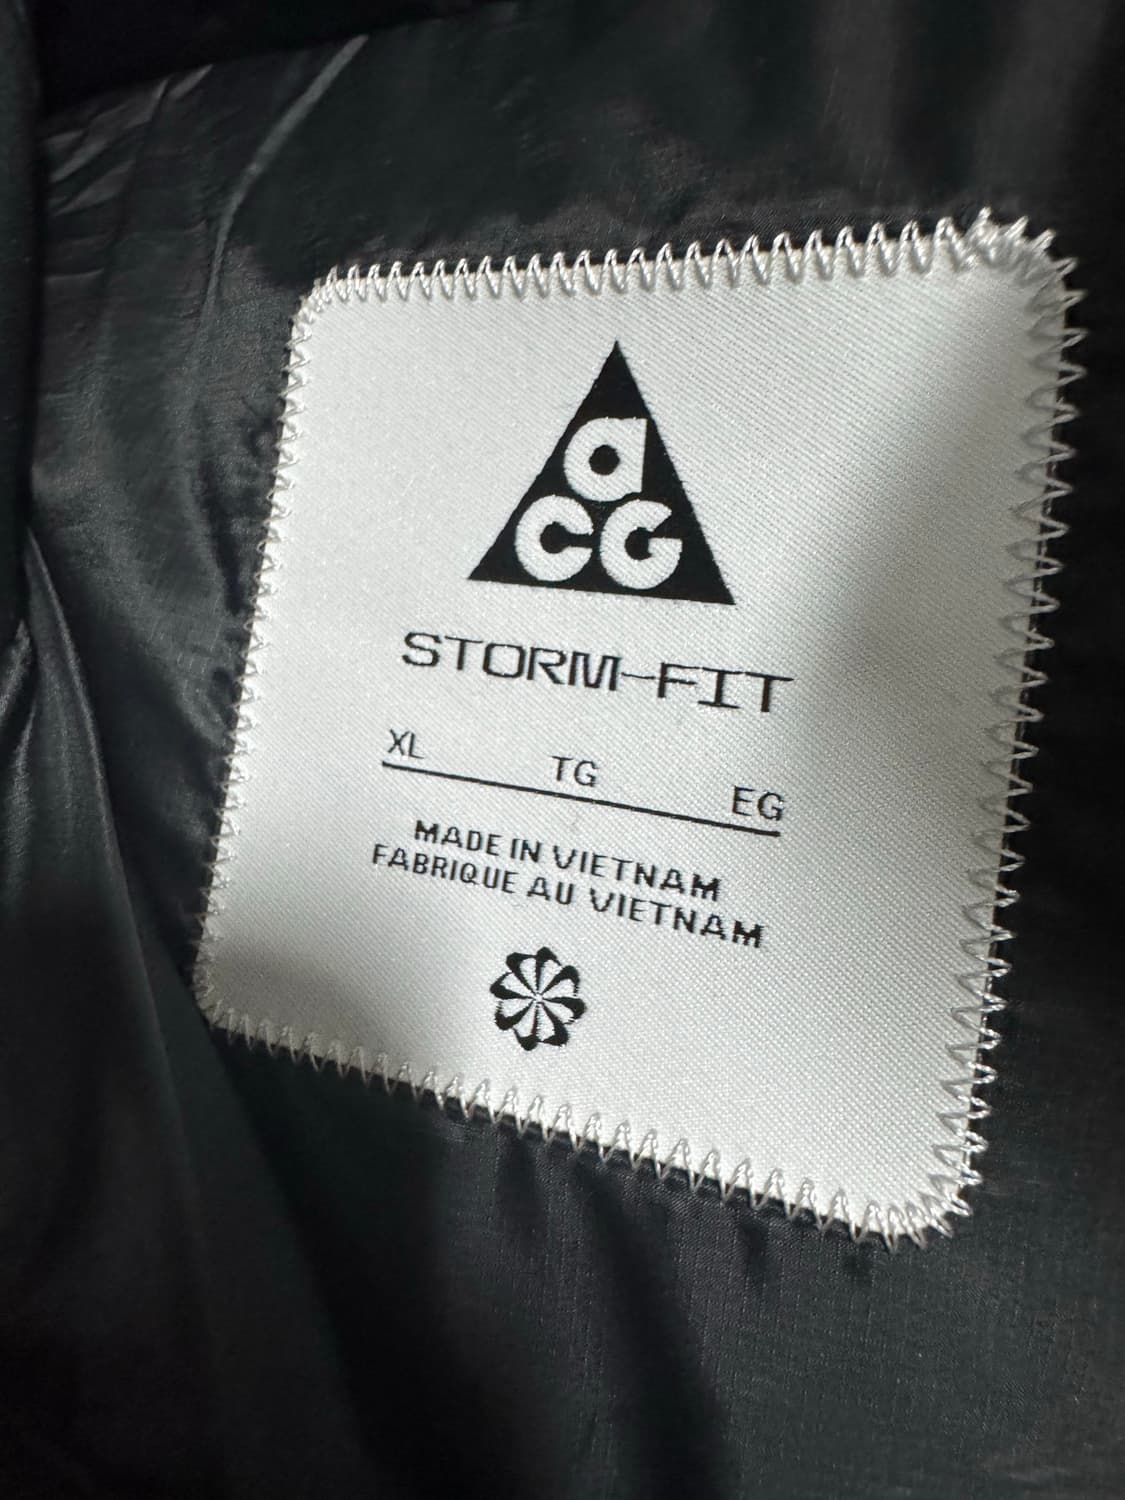 aCG
STORM-FIT
XL TG EG
MADE IN VIETNAM
FABRIQUE AU VIETNAM